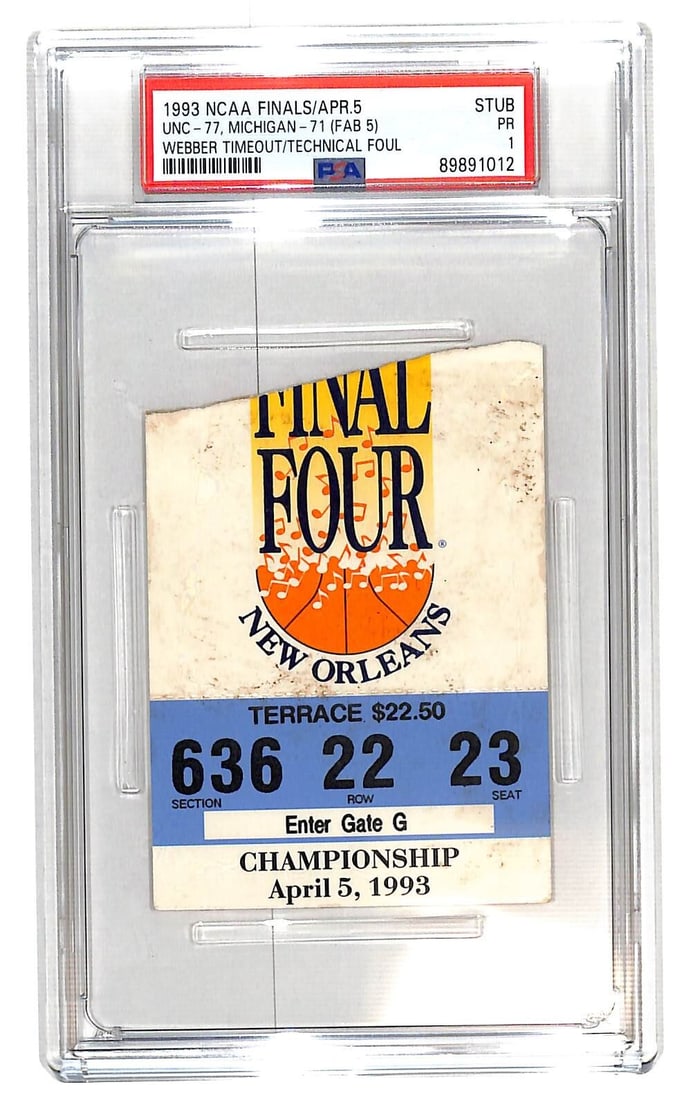 1993 NCAA FINALS/APR.5 STUB
UNC-77, MICHIGAN-71 (FAB 5) PR
WEBBER TIMEOUT/TECHNICAL FOUL 1
PSA 89891012
FINAL
FOUR®
NEW ORLEANS
TERRACE $22.50
636 22 23
SECTION ROW SEAT
Enter Gate G
CHAMPIONSHIP
April 5, 1993